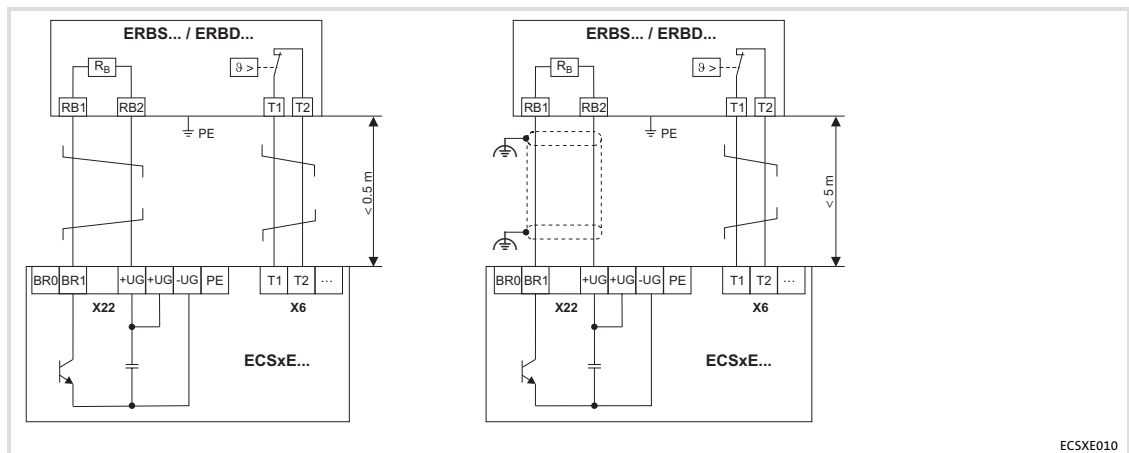 ERBS... / ERBD...
RB
ϑ >
RB1 RB2 T1 T2
PE
< 0.5 m
BR0 BR1 +UG +UG -UG PE T1 T2 ...
X22 X6
ECSxE...
ERBS... / ERBD...
RB
ϑ >
RB1 RB2 T1 T2
PE
< 5 m
BR0 BR1 +UG +UG -UG PE T1 T2 ...
X22 X6
ECSxE...
ECSXE010